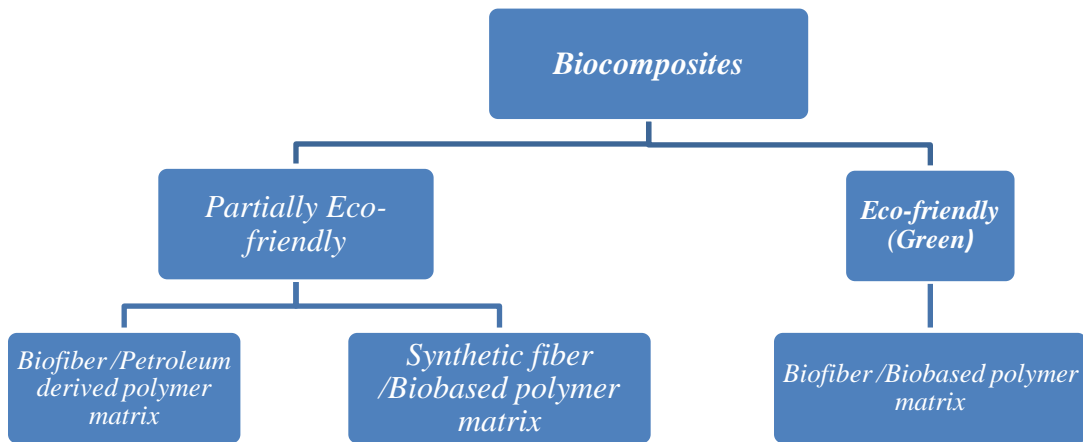 Biocomposites
Partially Eco-
friendly
Eco-friendly
(Green)
Biofiber /Petroleum
derived polymer
matrix
Synthetic fiber
/Biobased polymer
matrix
Biofiber /Biobased polymer
matrix